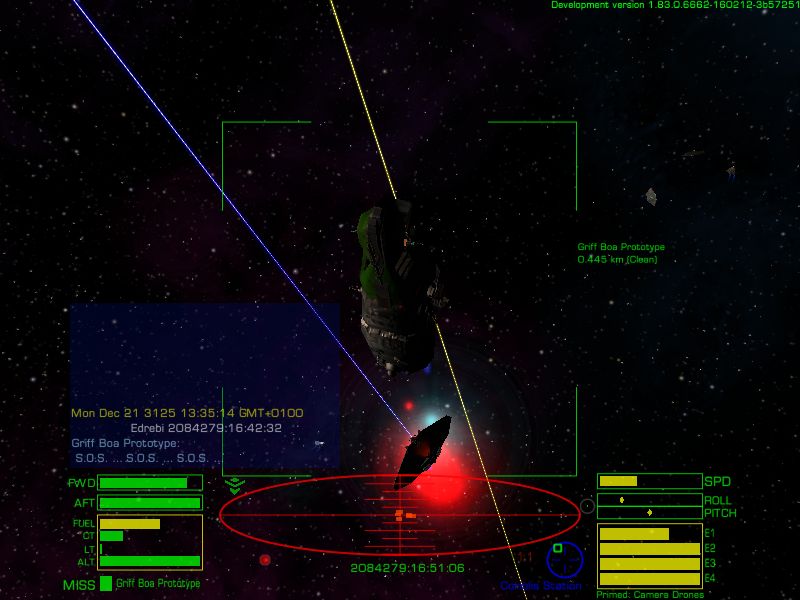 Development version 1.83.0.6662-160212-3b57251
Griff Boa Prototype
0.445 km (Clean)
Mon Dec 21 3125 13:35:14 GMT+0100
Edrebi 2084279:16:42:32
Griff Boa Prototype:
S.O.S. ... S.O.S. ... S.O.S. ...
FWD
AFT
FUEL
CT
LT
ALT
MISS Griff Boa Prototype
2084279:16:51:06
SPD
ROLL
PITCH
E1
E2
E3
E4
Station
Primed: Camera Drones